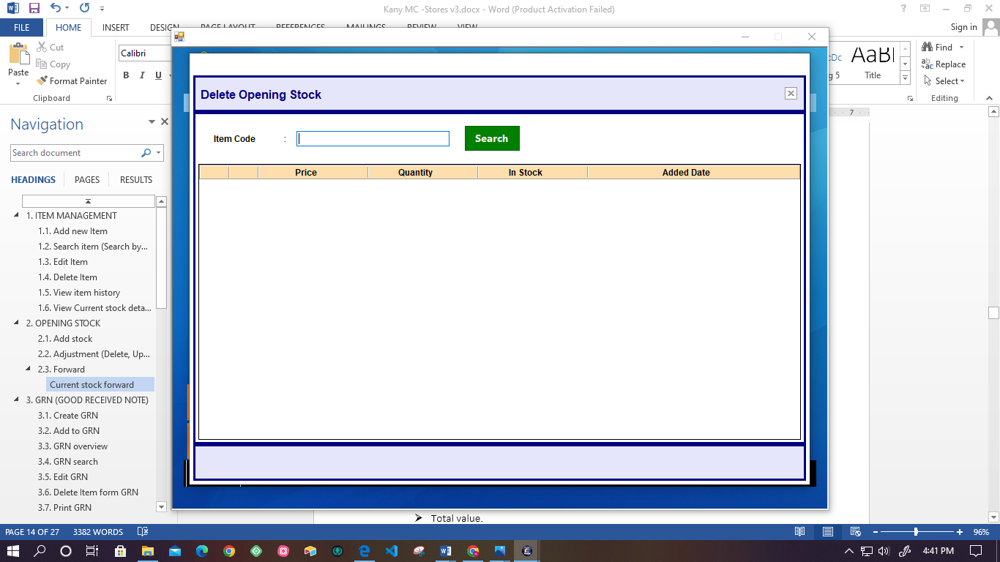 Kany MC -Stores v3.docx - Word (Product Activation Failed)
FILE HOME INSERT DESIGN PAGE LAYOUT REFERENCES MAILINGS REVIEW VIEW Sign in
Paste
Cut
Copy
Format Painter
Clipboard
Calibri
B I U
AaBl
g 5 Title
Find
Replace
Select
Editing
Navigation
Search document
HEADINGS PAGES RESULTS
1. ITEM MANAGEMENT
1.1. Add new Item
1.2. Search item (Search by...
1.3. Edit Item
1.4. Delete Item
1.5. View item history
1.6. View Current stock deta...
2. OPENING STOCK
2.1. Add stock
2.2. Adjustment (Delete, Up...
2.3. Forward
Current stock forward
3. GRN (GOOD RECEIVED NOTE)
3.1. Create GRN
3.2. Add to GRN
3.3. GRN overview
3.4. GRN search
3.5. Edit GRN
3.6. Delete Item form GRN
3.7. Print GRN
Delete Opening Stock
Item Code : Search
Price Quantity In Stock Added Date
7
Total value.
PAGE 14 OF 27 3382 WORDS 96%
4:41 PM